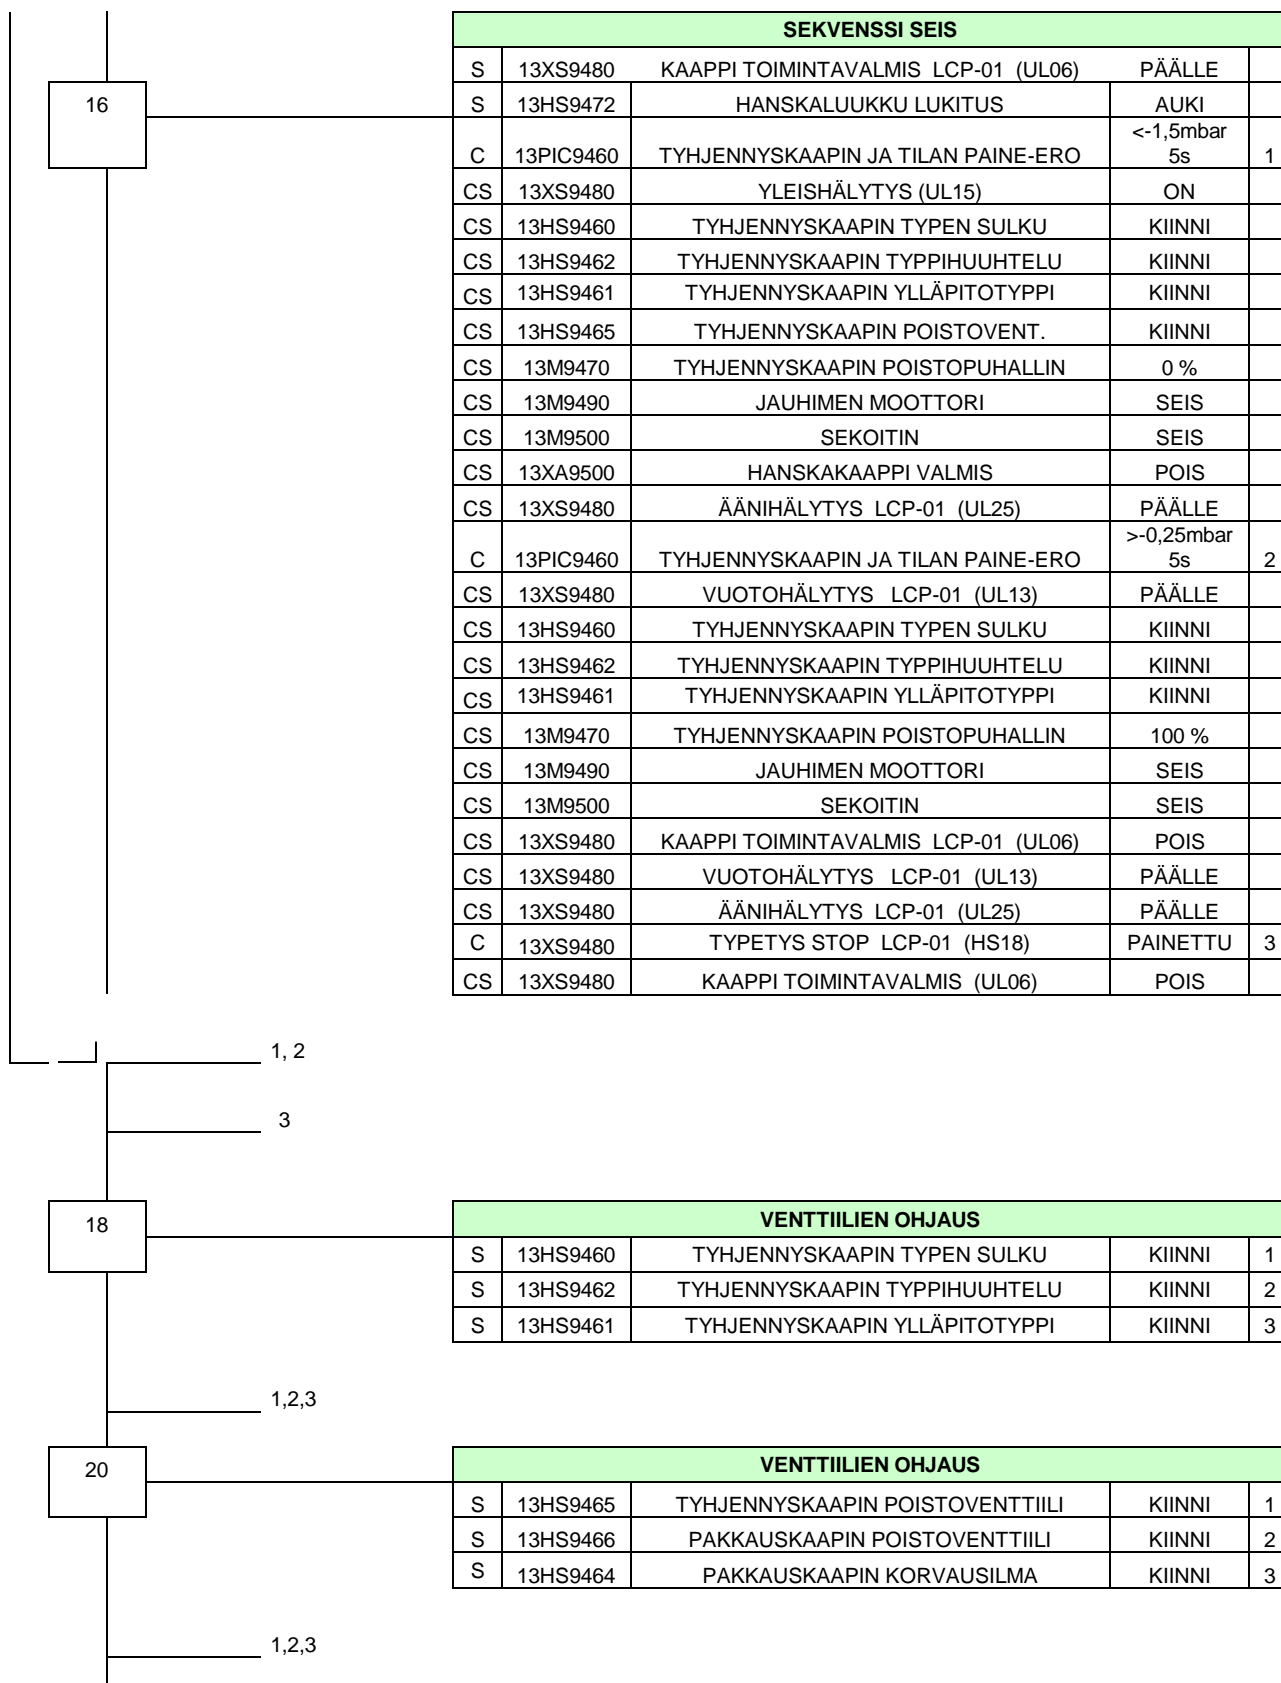 SEKVENSSI SEIS
S 13XS9480 KAAPPI TOIMINTAVALMIS LCP-01 (UL06) PÄÄLLE
16
S 13HS9472 HANSKALUUKKU LUKITUS AUKI
C 13PIC9460 TYHJENNYSKAAPIN JA TILAN PAINE-ERO <-1,5mbar 5s 1
CS 13XS9480 YLEISHÄLYTYS (UL15) ON
CS 13HS9460 TYHJENNYSKAAPIN TYPEN SULKU KIINNI
CS 13HS9462 TYHJENNYSKAAPIN TYPPIHUUHTELU KIINNI
CS 13HS9461 TYHJENNYSKAAPIN YLLÄPITOTYPPI KIINNI
CS 13HS9465 TYHJENNYSKAAPIN POISTOVENT. KIINNI
CS 13M9470 TYHJENNYSKAAPIN POISTOPUHALLIN 0 %
CS 13M9490 JAUHIMEN MOOTTORI SEIS
CS 13M9500 SEKOITIN SEIS
CS 13XA9500 HANSKAKAAPPI VALMIS POIS
CS 13XS9480 ÄÄNIHÄLYTYS LCP-01 (UL25) PÄÄLLE
C 13PIC9460 TYHJENNYSKAAPIN JA TILAN PAINE-ERO >-0,25mbar 5s 2
CS 13XS9480 VUOTOHÄLYTYS LCP-01 (UL13) PÄÄLLE
CS 13HS9460 TYHJENNYSKAAPIN TYPEN SULKU KIINNI
CS 13HS9462 TYHJENNYSKAAPIN TYPPIHUUHTELU KIINNI
CS 13HS9461 TYHJENNYSKAAPIN YLLÄPITOTYPPI KIINNI
CS 13M9470 TYHJENNYSKAAPIN POISTOPUHALLIN 100 %
CS 13M9490 JAUHIMEN MOOTTORI SEIS
CS 13M9500 SEKOITIN SEIS
CS 13XS9480 KAAPPI TOIMINTAVALMIS LCP-01 (UL06) POIS
CS 13XS9480 VUOTOHÄLYTYS LCP-01 (UL13) PÄÄLLE
CS 13XS9480 ÄÄNIHÄLYTYS LCP-01 (UL25) PÄÄLLE
C 13XS9480 TYPETYS STOP LCP-01 (HS18) PAINETTU 3
CS 13XS9480 KAAPPI TOIMINTAVALMIS (UL06) POIS
1, 2
3
18
VENTTIILIEN OHJAUS
S 13HS9460 TYHJENNYSKAAPIN TYPEN SULKU KIINNI 1
S 13HS9462 TYHJENNYSKAAPIN TYPPIHUUHTELU KIINNI 2
S 13HS9461 TYHJENNYSKAAPIN YLLÄPITOTYPPI KIINNI 3
1,2,3
20
VENTTIILIEN OHJAUS
S 13HS9465 TYHJENNYSKAAPIN POISTOVENTTIILI KIINNI 1
S 13HS9466 PAKKAUSKAAPIN POISTOVENTTIILI KIINNI 2
S 13HS9464 PAKKAUSKAAPIN KORVAUSILMA KIINNI 3
1,2,3